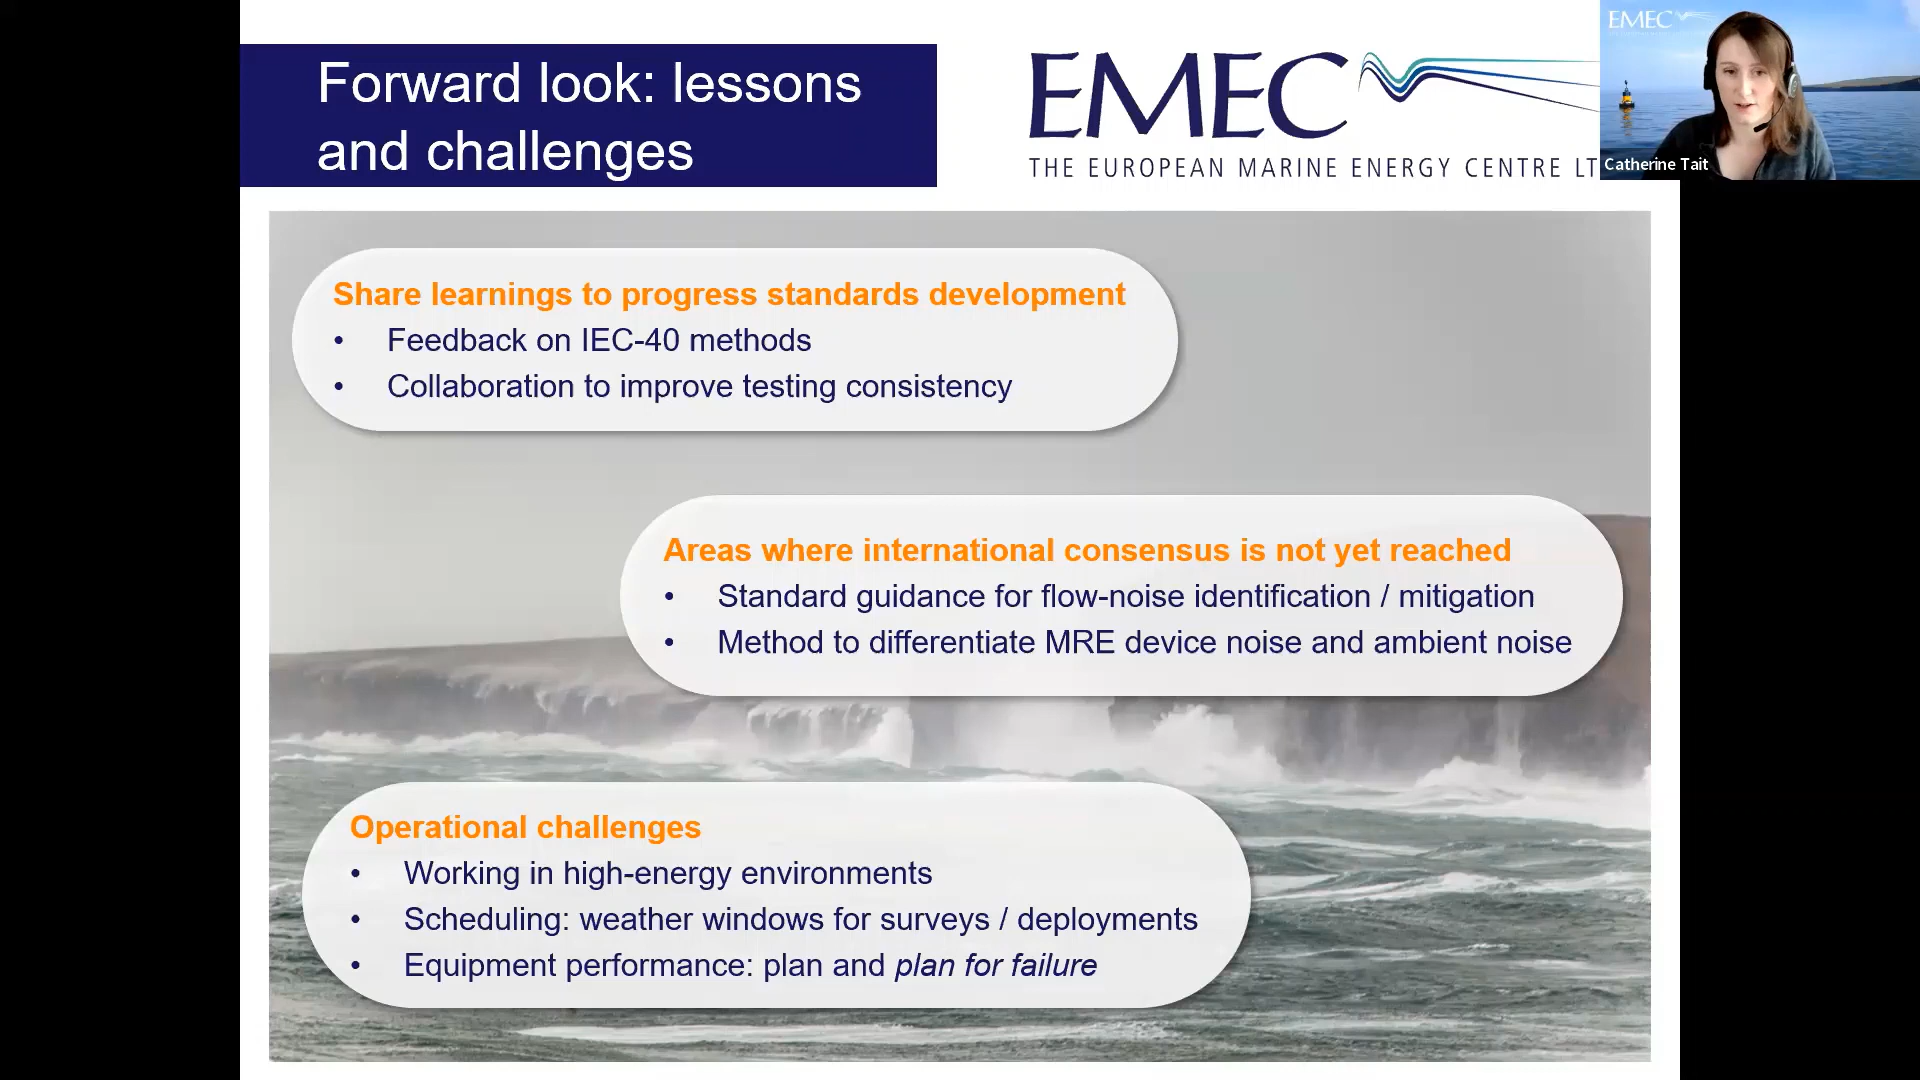 Forward look: lessons
and challenges
EMEC
THE EUROPEAN MARINE ENERGY CENTRE LT
EMEC
Catherine Tait
Share learnings to progress standards development
• Feedback on IEC-40 methods
• Collaboration to improve testing consistency
Areas where international consensus is not yet reached
• Standard guidance for flow-noise identification / mitigation
• Method to differentiate MRE device noise and ambient noise
Operational challenges
• Working in high-energy environments
• Scheduling: weather windows for surveys / deployments
• Equipment performance: plan and plan for failure